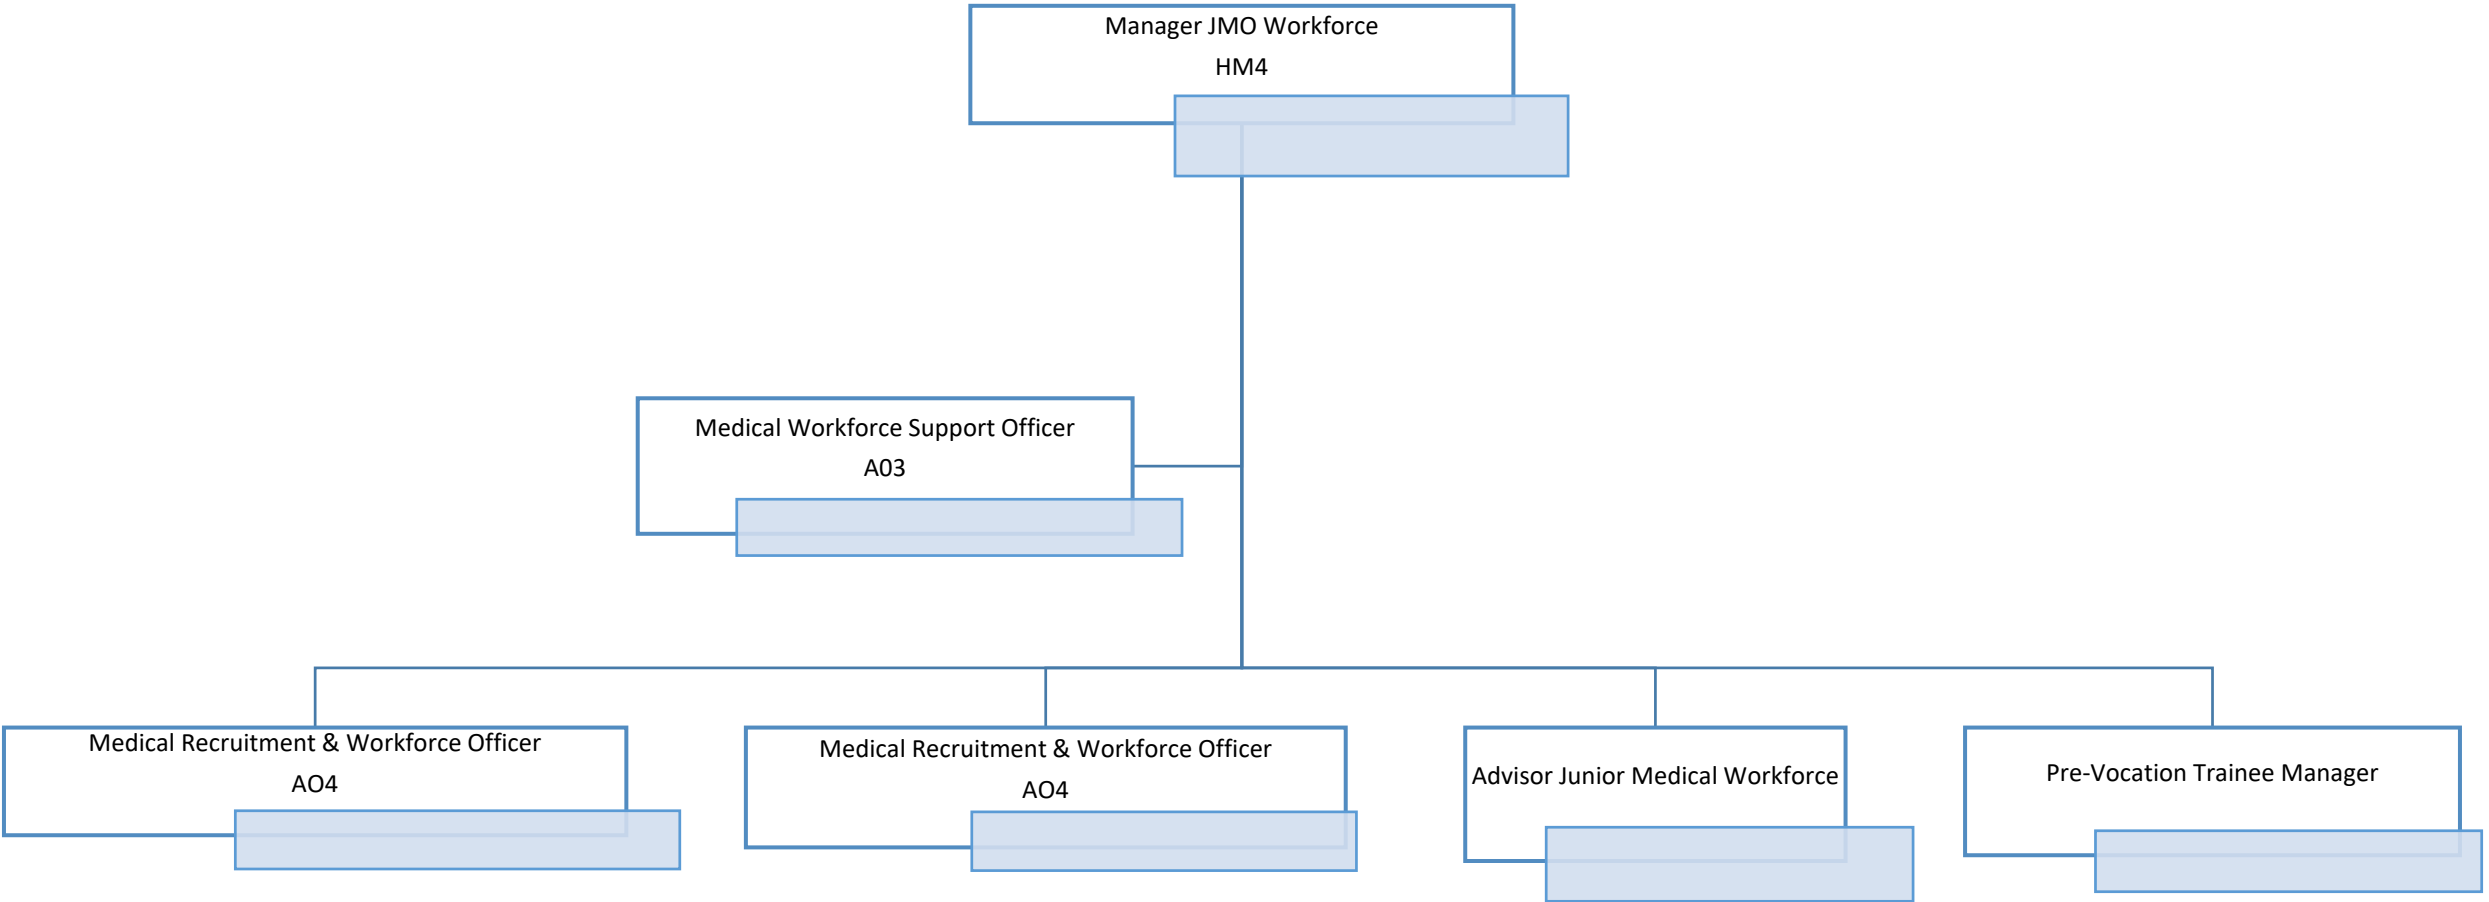 Manager JMO Workforce
HM4
Medical Workforce Support Officer
A03
Medical Recruitment & Workforce Officer
AO4
Medical Recruitment & Workforce Officer
AO4
Advisor Junior Medical Workforce
Pre-Vocation Trainee Manager